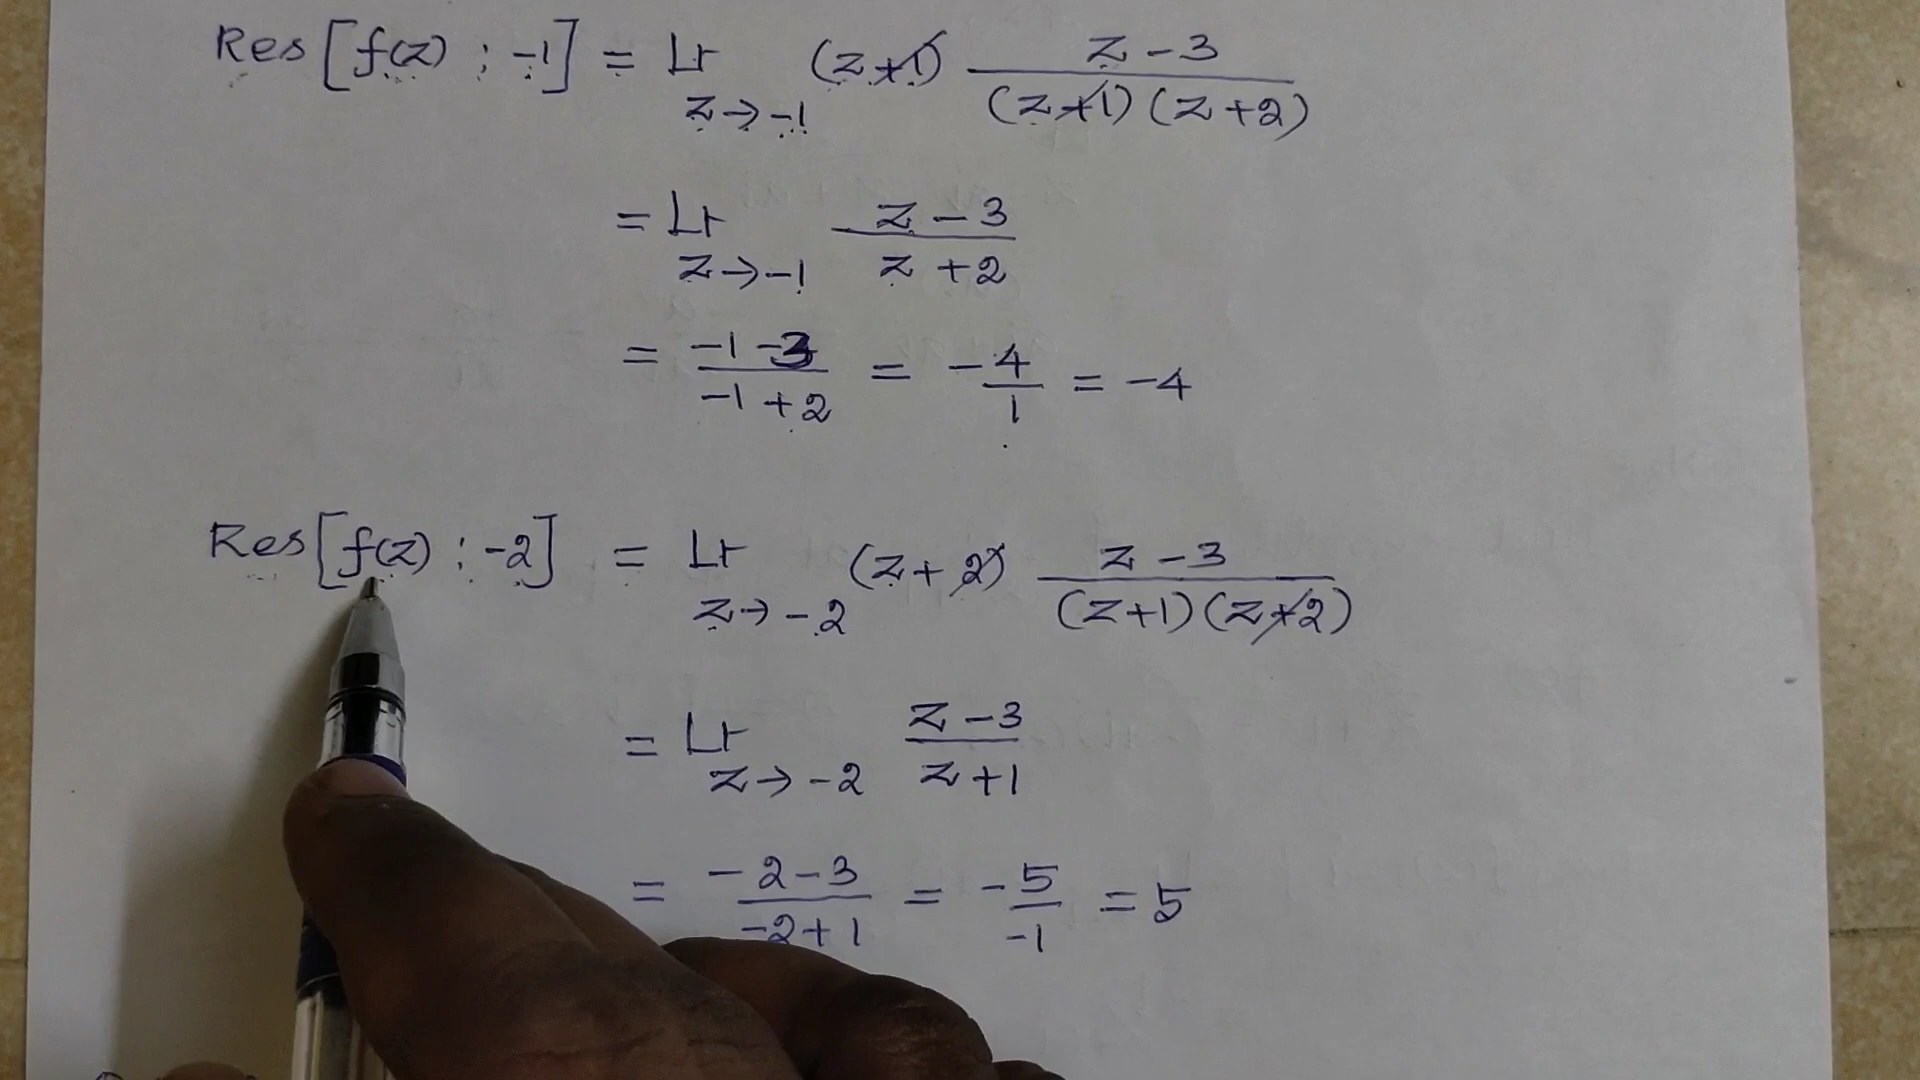 Res [f(z) : -1] = Lt z→-1 (z+1) z-3 / (z+1)(z+2)
= Lt z→-1 z-3 / z+2
= -1-3 / -1+2 = -4/1 = -4
Res[f(z) : -2] = Lt z→-2 (z+2) z-3 / (z+1)(z+2)
= Lt z→-2 z-3 / z+1
= -2-3 / -2+1 = -5/-1 = 5